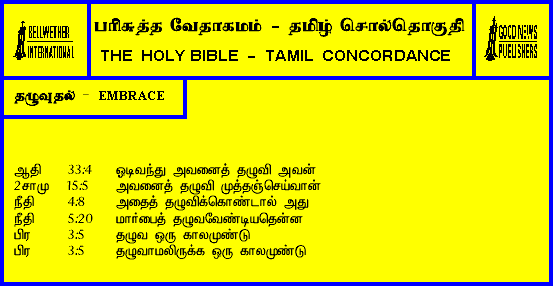 BELLWETHER
INTERNATIONAL
பரிசுத்த வேதாகமம் - தமிழ் சொல்தொகுதி
THE HOLY BIBLE - TAMIL CONCORDANCE
GOOD NEWS
PUBLISHERS
தழுவுதல் - EMBRACE
ஆதி 33:4 ஓடிவந்து அவனைத் தழுவி அவன்
2சாமு 15:5 அவனைத் தழுவி முத்தஞ்செய்வான்
நீதி 4:8 அதைத் தழுவிக்கொண்டால் அது
நீதி 5:20 மார்பைத் தழுவவேண்டியதென்ன
பிர 3:5 தழுவ ஒரு காலமுண்டு
பிர 3:5 தழுவாமலிருக்க ஒரு காலமுண்டு